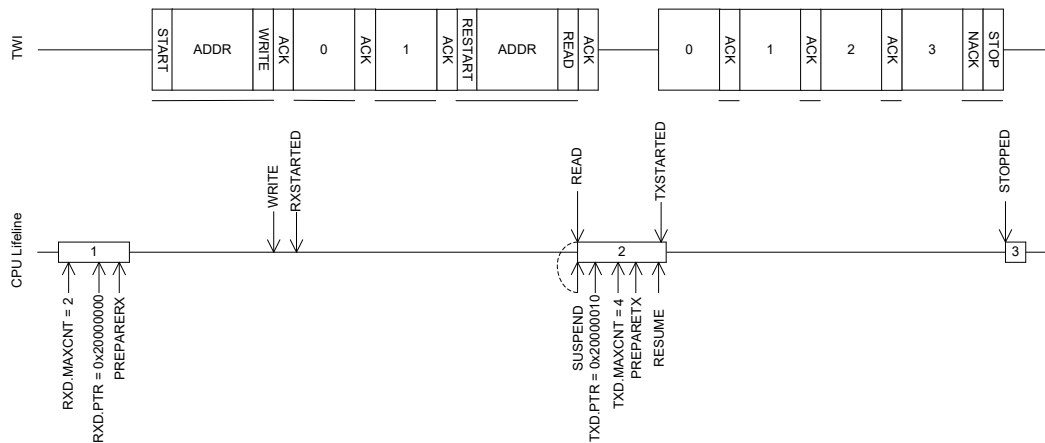 TWI
START
ADDR
WRITE
ACK
0
ACK
1
ACK
RESTART
ADDR
READ
ACK
0
ACK
1
ACK
2
ACK
3
NACK
STOP
CPU Lifeline
WRITE
RXSTARTED
READ
TXSTARTED
STOPPED
1
2
3
RXD.MAXCNT = 2
RXD.PTR = 0x20000000
PREPARERX
SUSPEND
TXD.PTR = 0x20000010
TXD.MAXCNT = 4
PREPARETX
RESUME